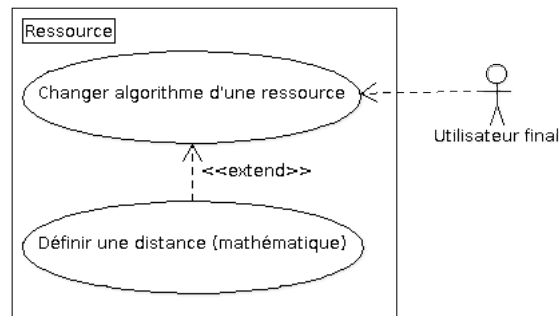 Ressource
Changer algorithme d'une ressource
Utilisateur final
<<extend>>
Définir une distance (mathématique)